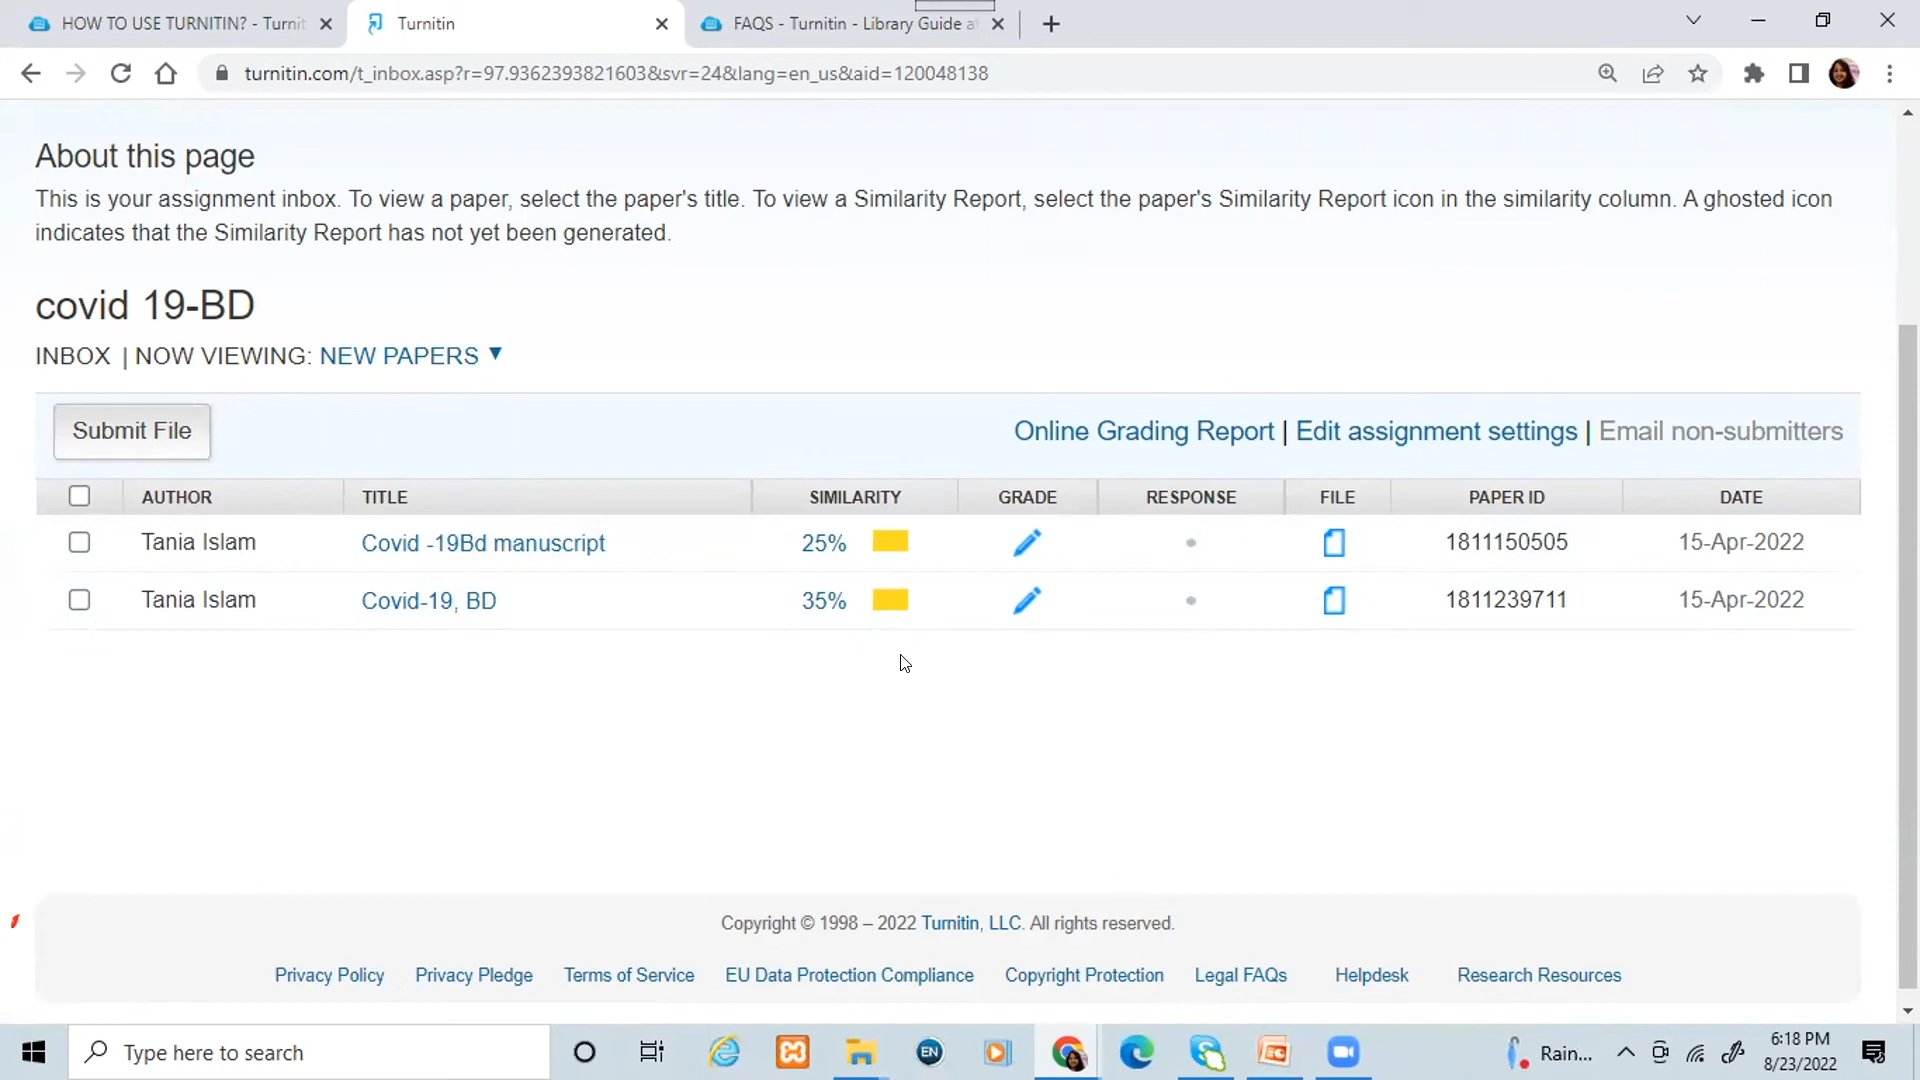 HOW TO USE TURNITIN? - Turnit
Turnitin
FAQS - Turnitin - Library Guide a
turnitin.com/t_inbox.asp?r=97.9362393821603&svr=24&lang=en_us&aid=120048138
About this page
This is your assignment inbox. To view a paper, select the paper's title. To view a Similarity Report, select the paper's Similarity Report icon in the similarity column. A ghosted icon
indicates that the Similarity Report has not yet been generated.
covid 19-BD
INBOX | NOW VIEWING: NEW PAPERS ▼
Submit File
Online Grading Report | Edit assignment settings | Email non-submitters
AUTHOR TITLE SIMILARITY GRADE RESPONSE FILE PAPER ID DATE
Tania Islam Covid -19Bd manuscript 25% 1811150505 15-Apr-2022
Tania Islam Covid-19, BD 35% 1811239711 15-Apr-2022
Copyright © 1998 – 2022 Turnitin, LLC. All rights reserved.
Privacy Policy Privacy Pledge Terms of Service EU Data Protection Compliance Copyright Protection Legal FAQs Helpdesk Research Resources
Type here to search
EN
Rain...
6:18 PM
8/23/2022